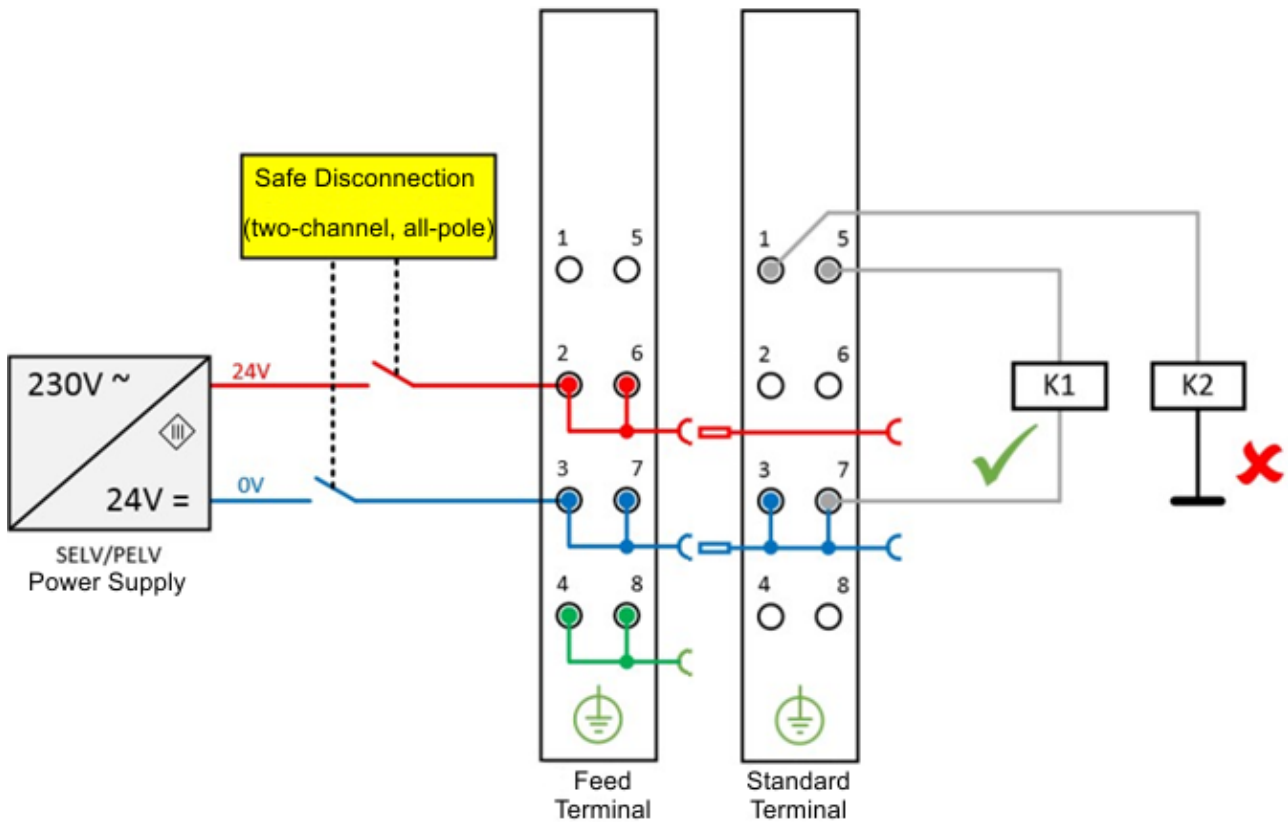 Safe Disconnection
(two-channel, all-pole)
230V ~
III
24V =
SELV/PELV
Power Supply
24V
0V
1 5
2 6
3 7
4 8
Feed
Terminal
1 5
2 6
3 7
4 8
Standard
Terminal
K1
K2